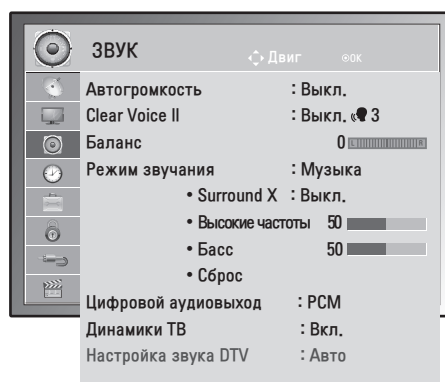 ЗВУК Двиг OK
Автогромкость : Выкл.
Clear Voice II : Выкл. 3
Баланс 0 L R
Режим звучания : Музыка
• Surround X : Выкл.
• Высокие частоты 50
• Басс 50
• Сброс
Цифровой аудиовыход : PCM
Динамики ТВ : Вкл.
Настройка звука DTV : Авто